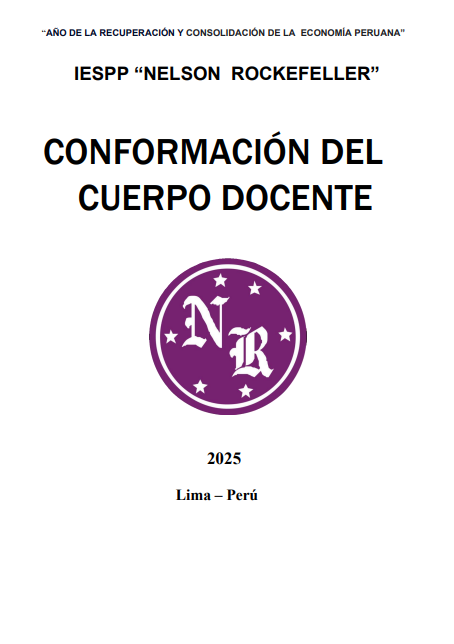 “AÑO DE LA RECUPERACIÓN Y CONSOLIDACIÓN DE LA ECONOMÍA PERUANA”
IESPP “NELSON ROCKEFELLER”
CONFORMACIÓN DEL
CUERPO DOCENTE
N
R
2025
Lima – Perú